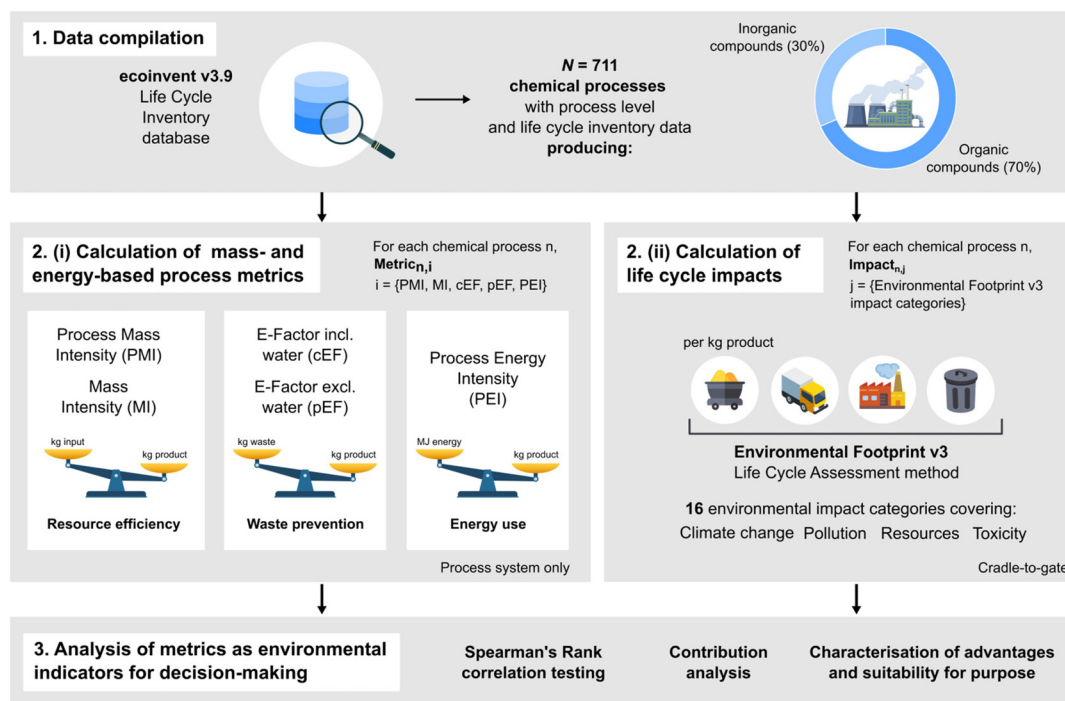 1. Data compilation
ecoinvent v3.9
Life Cycle
Inventory
database
N = 711
chemical processes
with process level
and life cycle inventory data
producing:
Inorganic
compounds (30%)
Organic
compounds (70%)
2. (i) Calculation of mass- and
energy-based process metrics
For each chemical process n,
Metricn,i
i = {PMI, MI, cEF, pEF, PEI}
Process Mass
Intensity (PMI)
Mass
Intensity (MI)
kg input
kg product
Resource efficiency
E-Factor incl.
water (cEF)
E-Factor excl.
water (pEF)
kg waste
kg product
Waste prevention
Process Energy
Intensity
(PEI)
MJ energy
kg product
Energy use
Process system only
2. (ii) Calculation of
life cycle impacts
For each chemical process n,
Impactn,j
j = {Environmental Footprint v3
impact categories}
per kg product
Environmental Footprint v3
Life Cycle Assessment method
16 environmental impact categories covering:
Climate change Pollution Resources Toxicity
Cradle-to-gate
3. Analysis of metrics as environmental
indicators for decision-making
Spearman's Rank
correlation testing
Contribution
analysis
Characterisation of advantages
and suitability for purpose